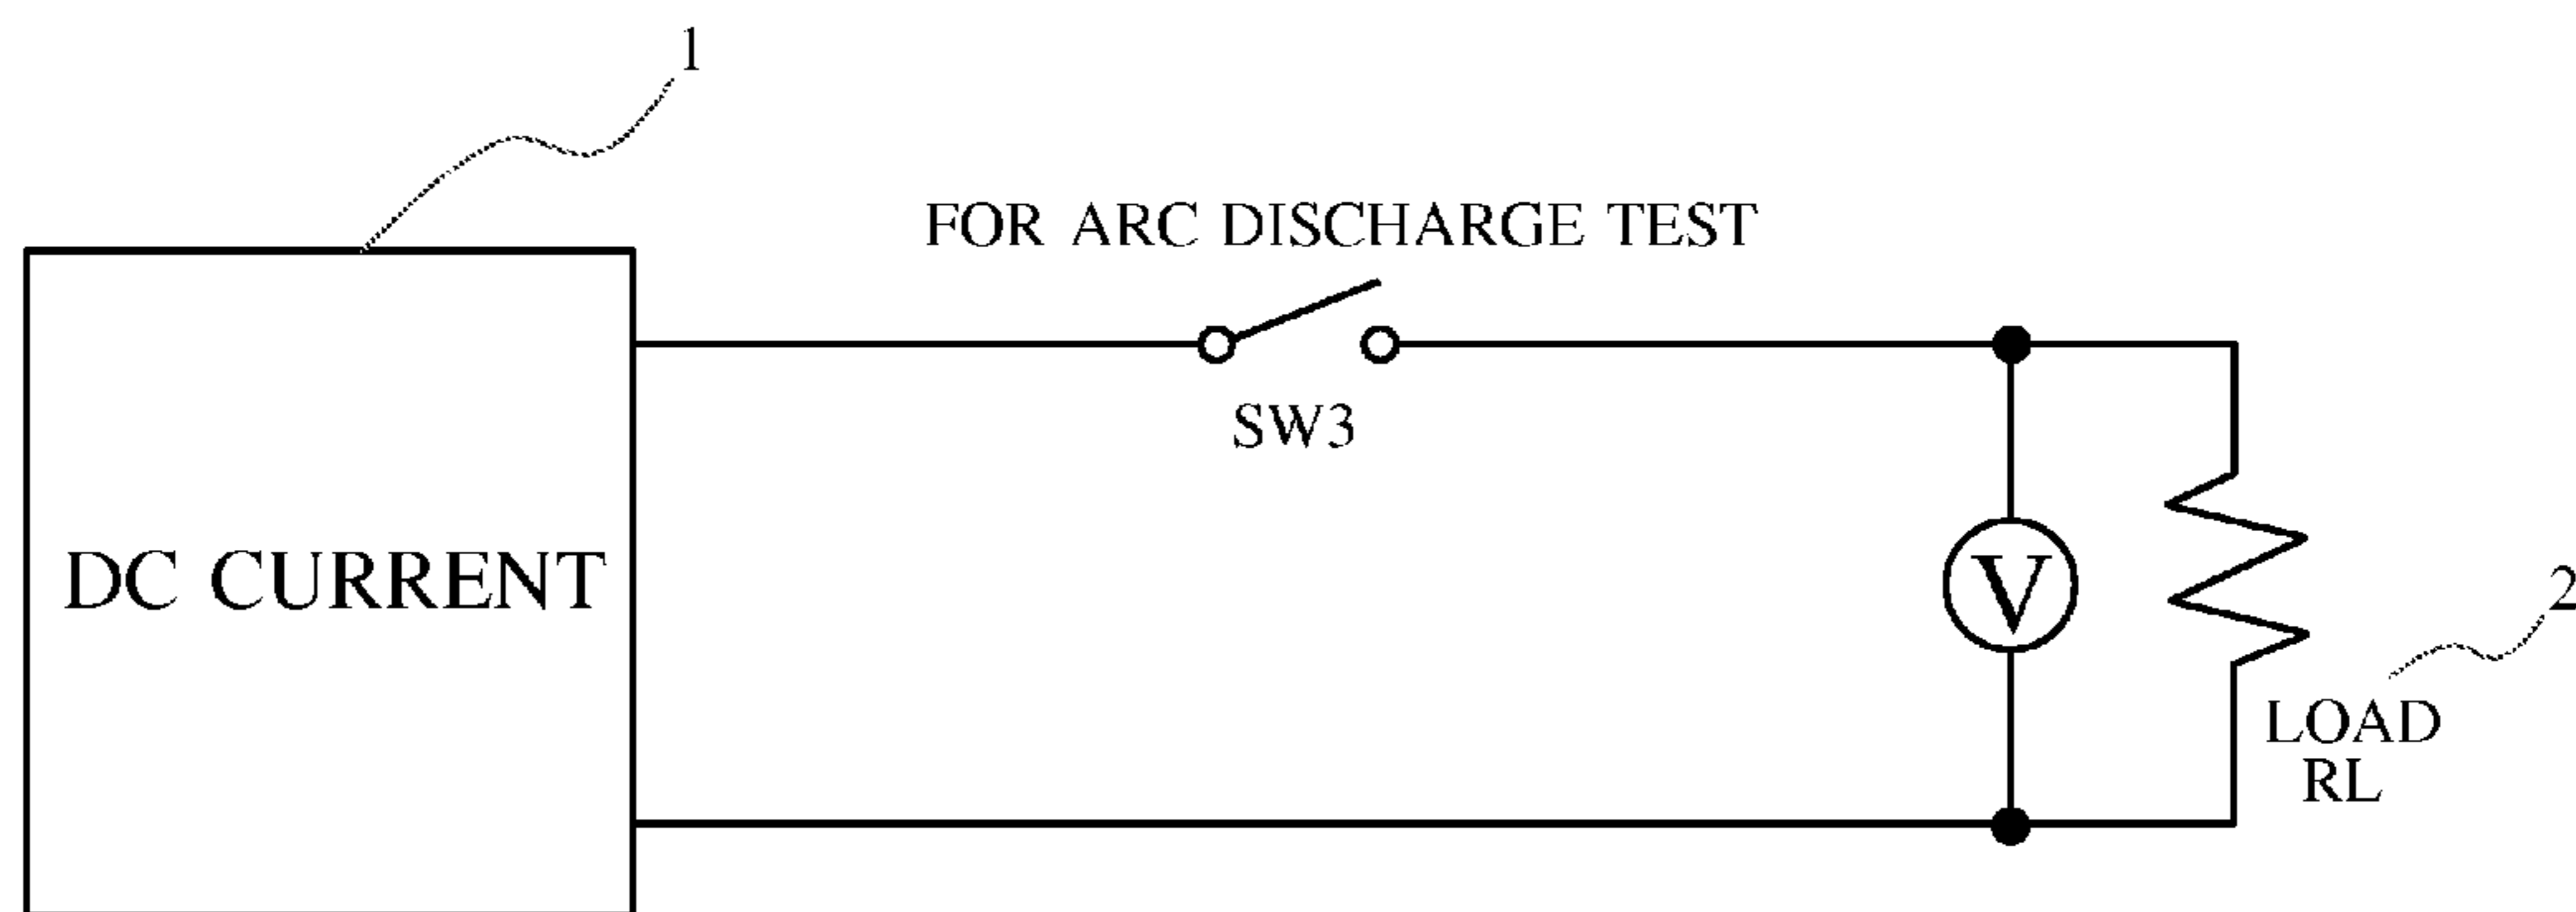 1
FOR ARC DISCHARGE TEST
SW3
DC CURRENT
V
2
LOAD
RL